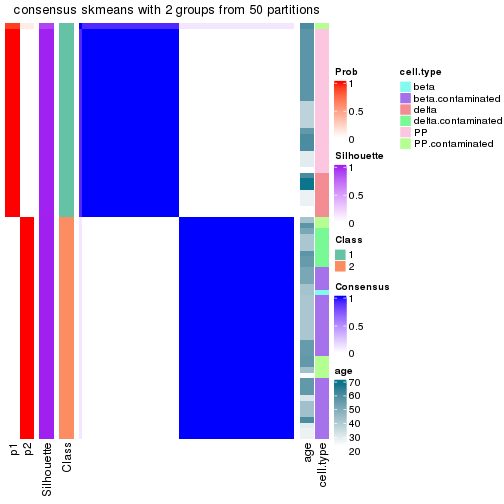 consensus skmeans with 2 groups from 50 partitions
Prob
1
0.5
0
Silhouette
1
0.5
0
Class
1
2
Consensus
1
0.5
0
age
70
60
50
40
30
20
cell.type
beta
beta.contaminated
delta
delta.contaminated
PP
PP.contaminated
p1
p2
Silhouette
Class
age
cell.type